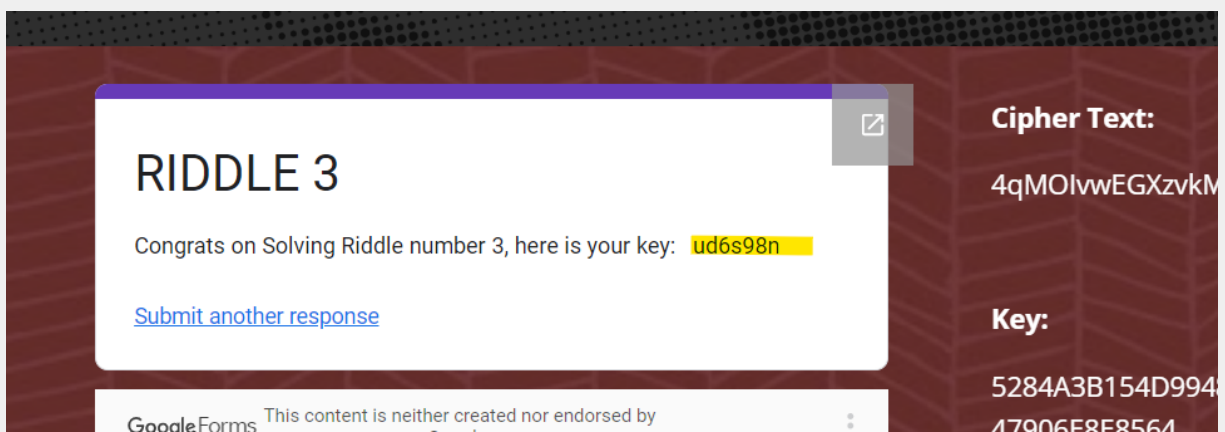 RIDDLE 3
Congrats on Solving Riddle number 3, here is your key: ud6s98n
Submit another response
Google Forms
This content is neither created nor endorsed by
Cipher Text:
4qMOIvwEGXzvkM
Key:
5284A3B154D9948
47906E8E8564